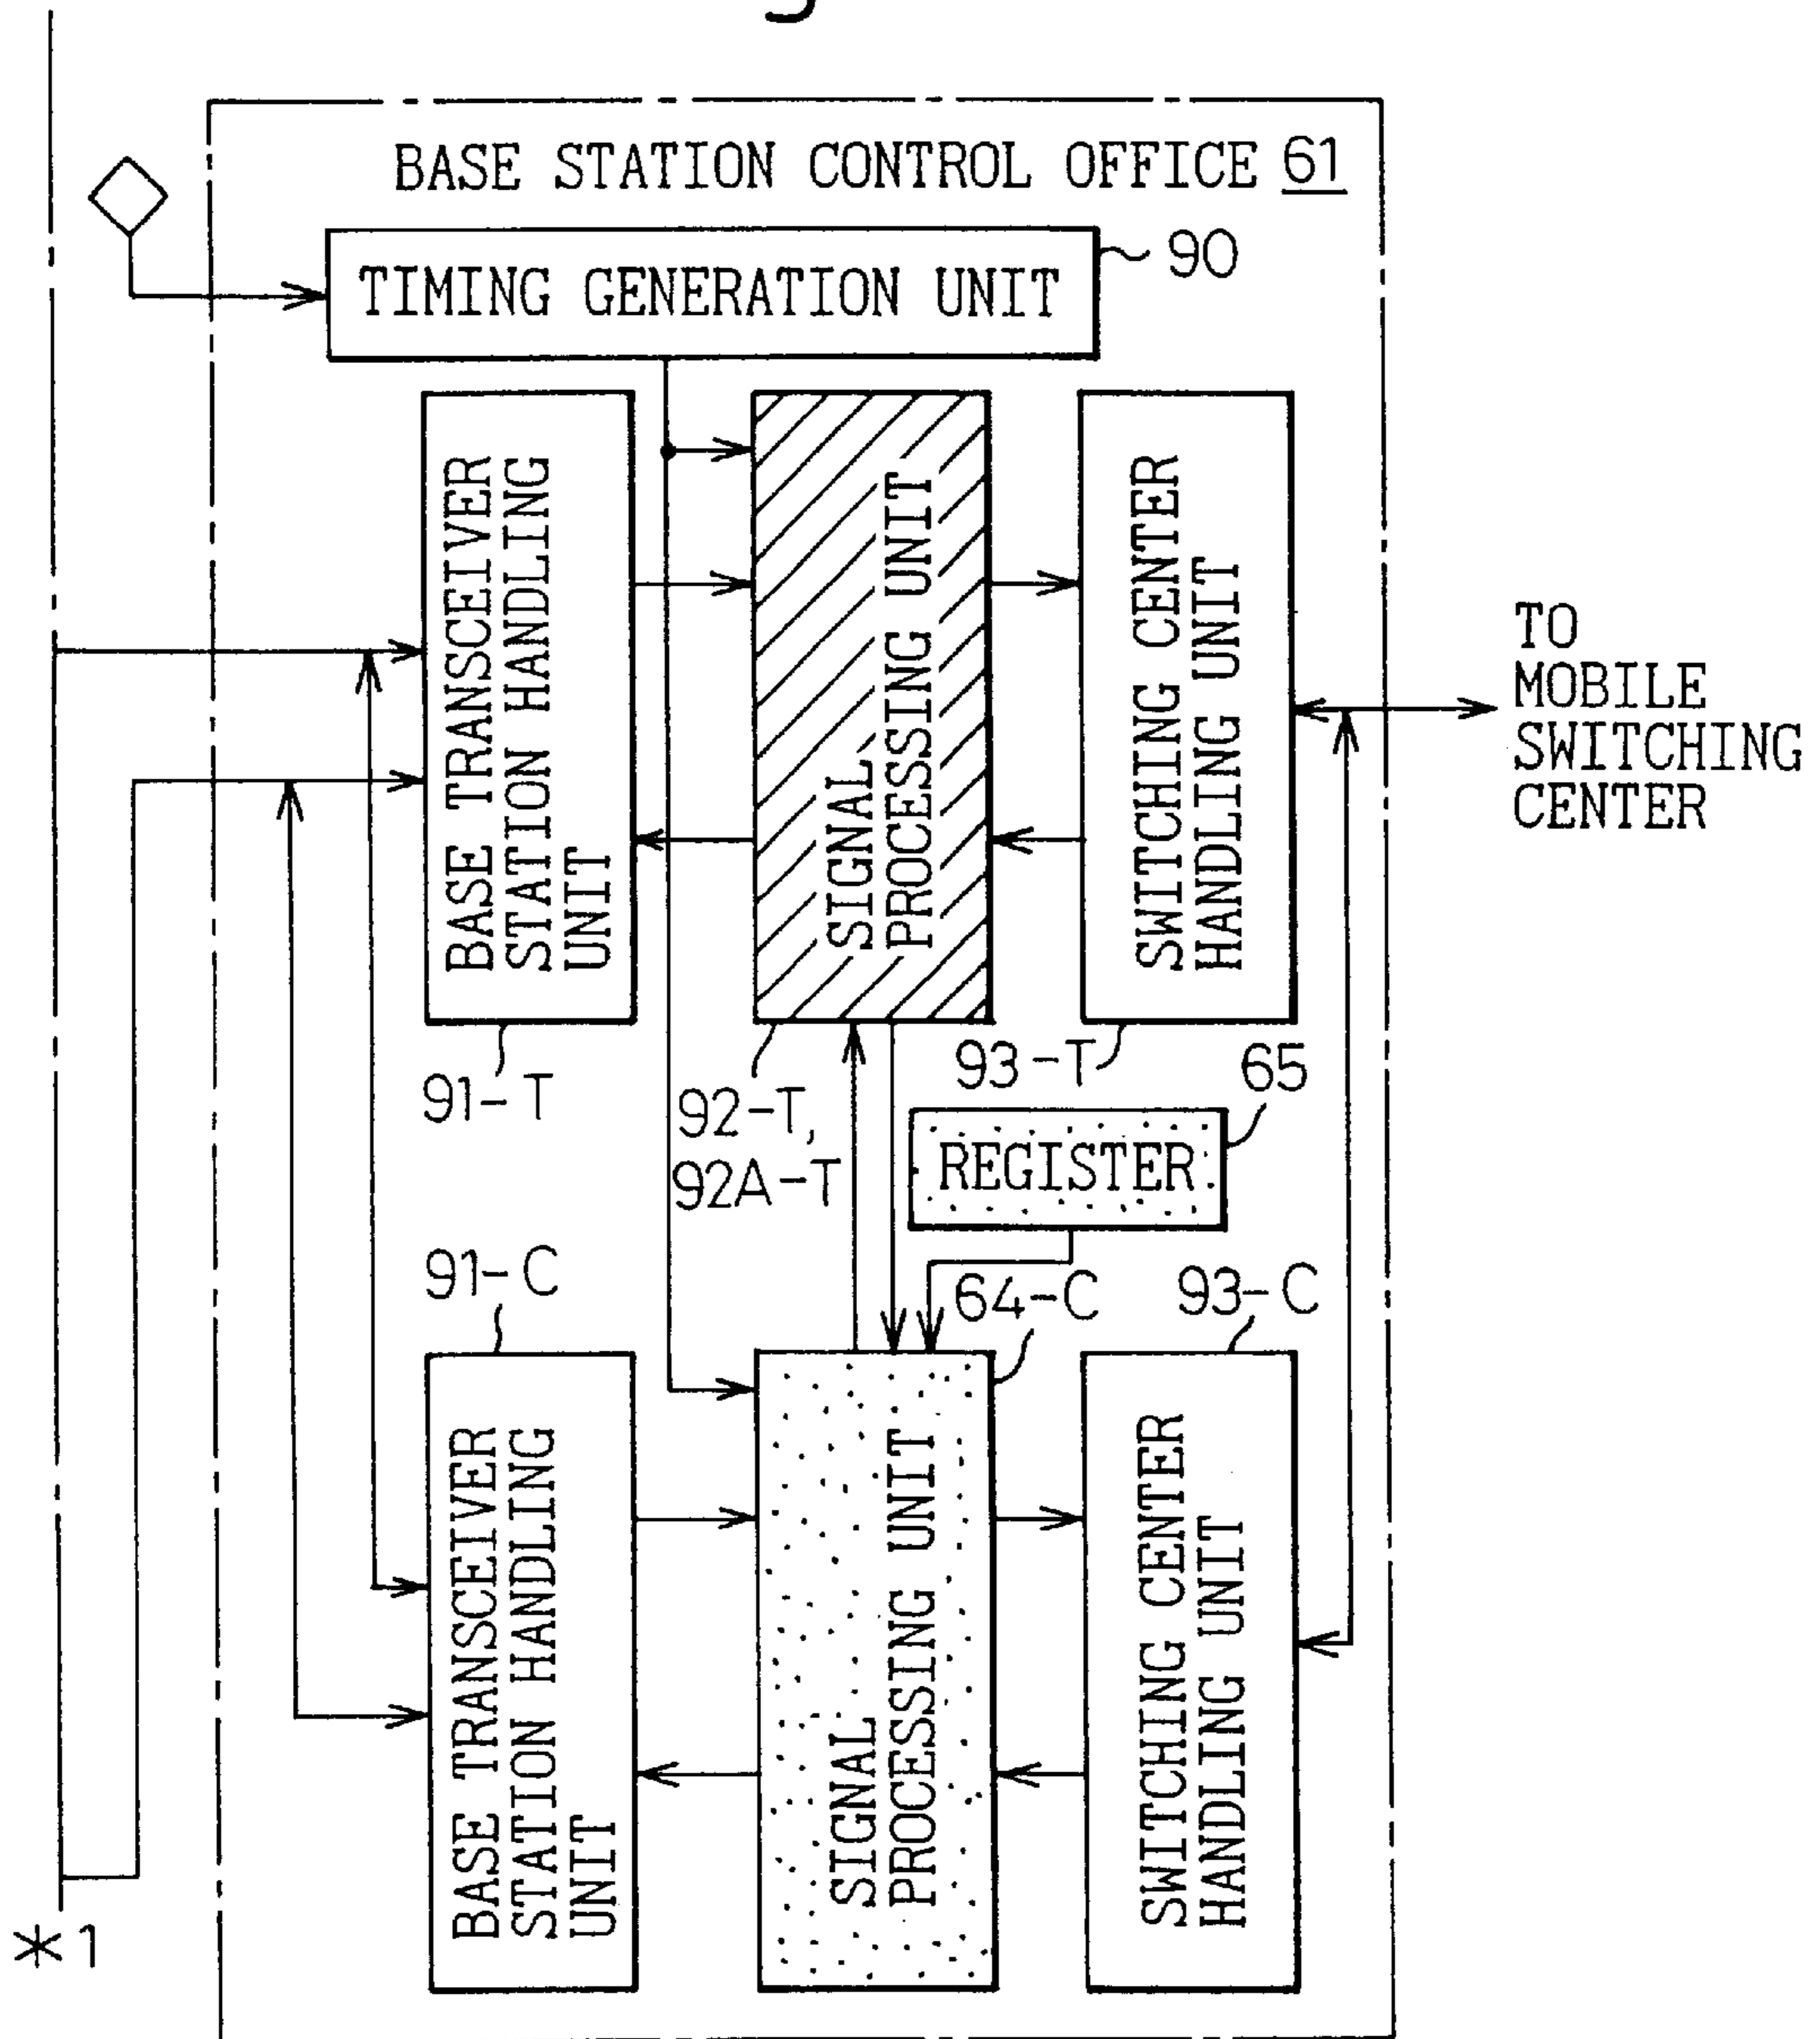 BASE STATION CONTROL OFFICE 61
TIMING GENERATION UNIT
90
BASE TRANSCEIVER
STATION HANDLING
UNIT
SIGNAL
PROCESSING UNIT
SWITCHING CENTER
HANDLING UNIT
TO
MOBILE
SWITCHING
CENTER
91-T
92-T,
92A-T
93-T
65
REGISTER
91-C
64-C
93-C
BASE TRANSCEIVER
STATION HANDLING
UNIT
SIGNAL
PROCESSING UNIT
SWITCHING CENTER
HANDLING UNIT
*1